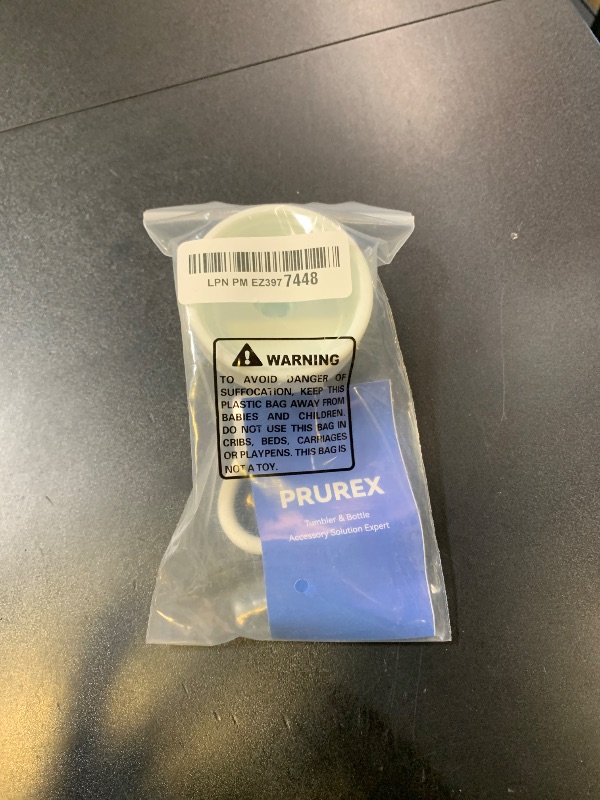 LPN PM EZ397 7448
WARNING
TO AVOID DANGER OF
SUFFOCATION, KEEP THIS
PLASTIC BAG AWAY FROM
BABIES AND CHILDREN.
DO NOT USE THIS BAG IN
CRIBS, BEDS, CARRIAGES
OR PLAYPENS. THIS BAG IS
NOT A TOY.
PRUREX
Tumbler & Bottle
Accessory Solution Expert